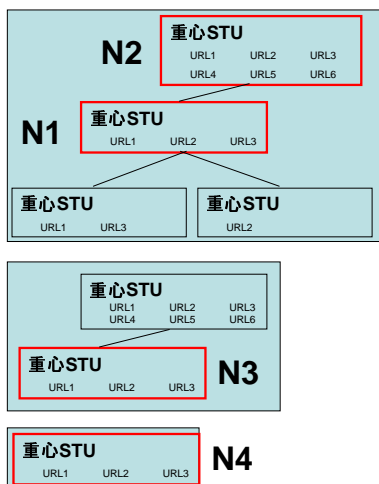 重心STU
N2
URL1 URL2 URL3
URL4 URL5 URL6
重心STU
N1
URL1 URL2 URL3
重心STU
URL1 URL3
重心STU
URL2
重心STU
URL1 URL2 URL3
URL4 URL5 URL6
重心STU
URL1 URL2 URL3
N3
重心STU
URL1 URL2 URL3
N4